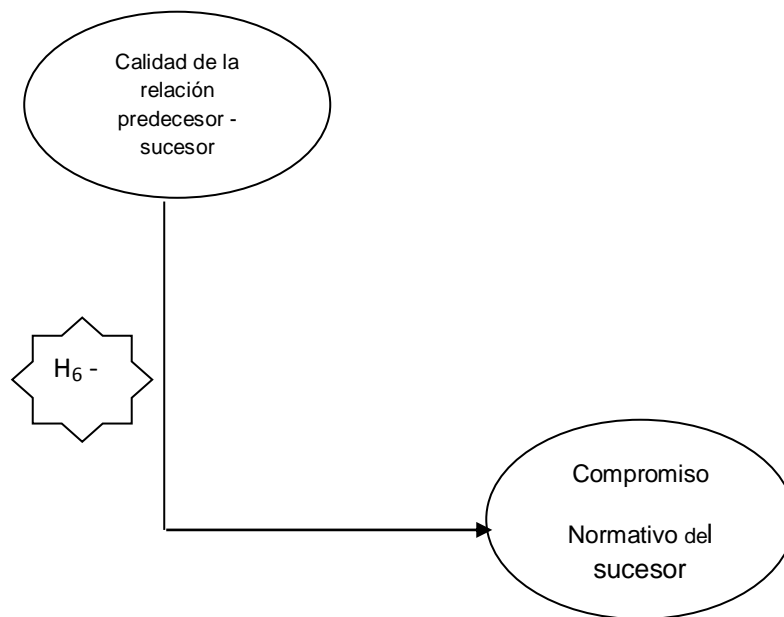 Calidad de la
relación
predecesor -
sucesor
H₆ -
Compromiso
Normativo del
sucesor